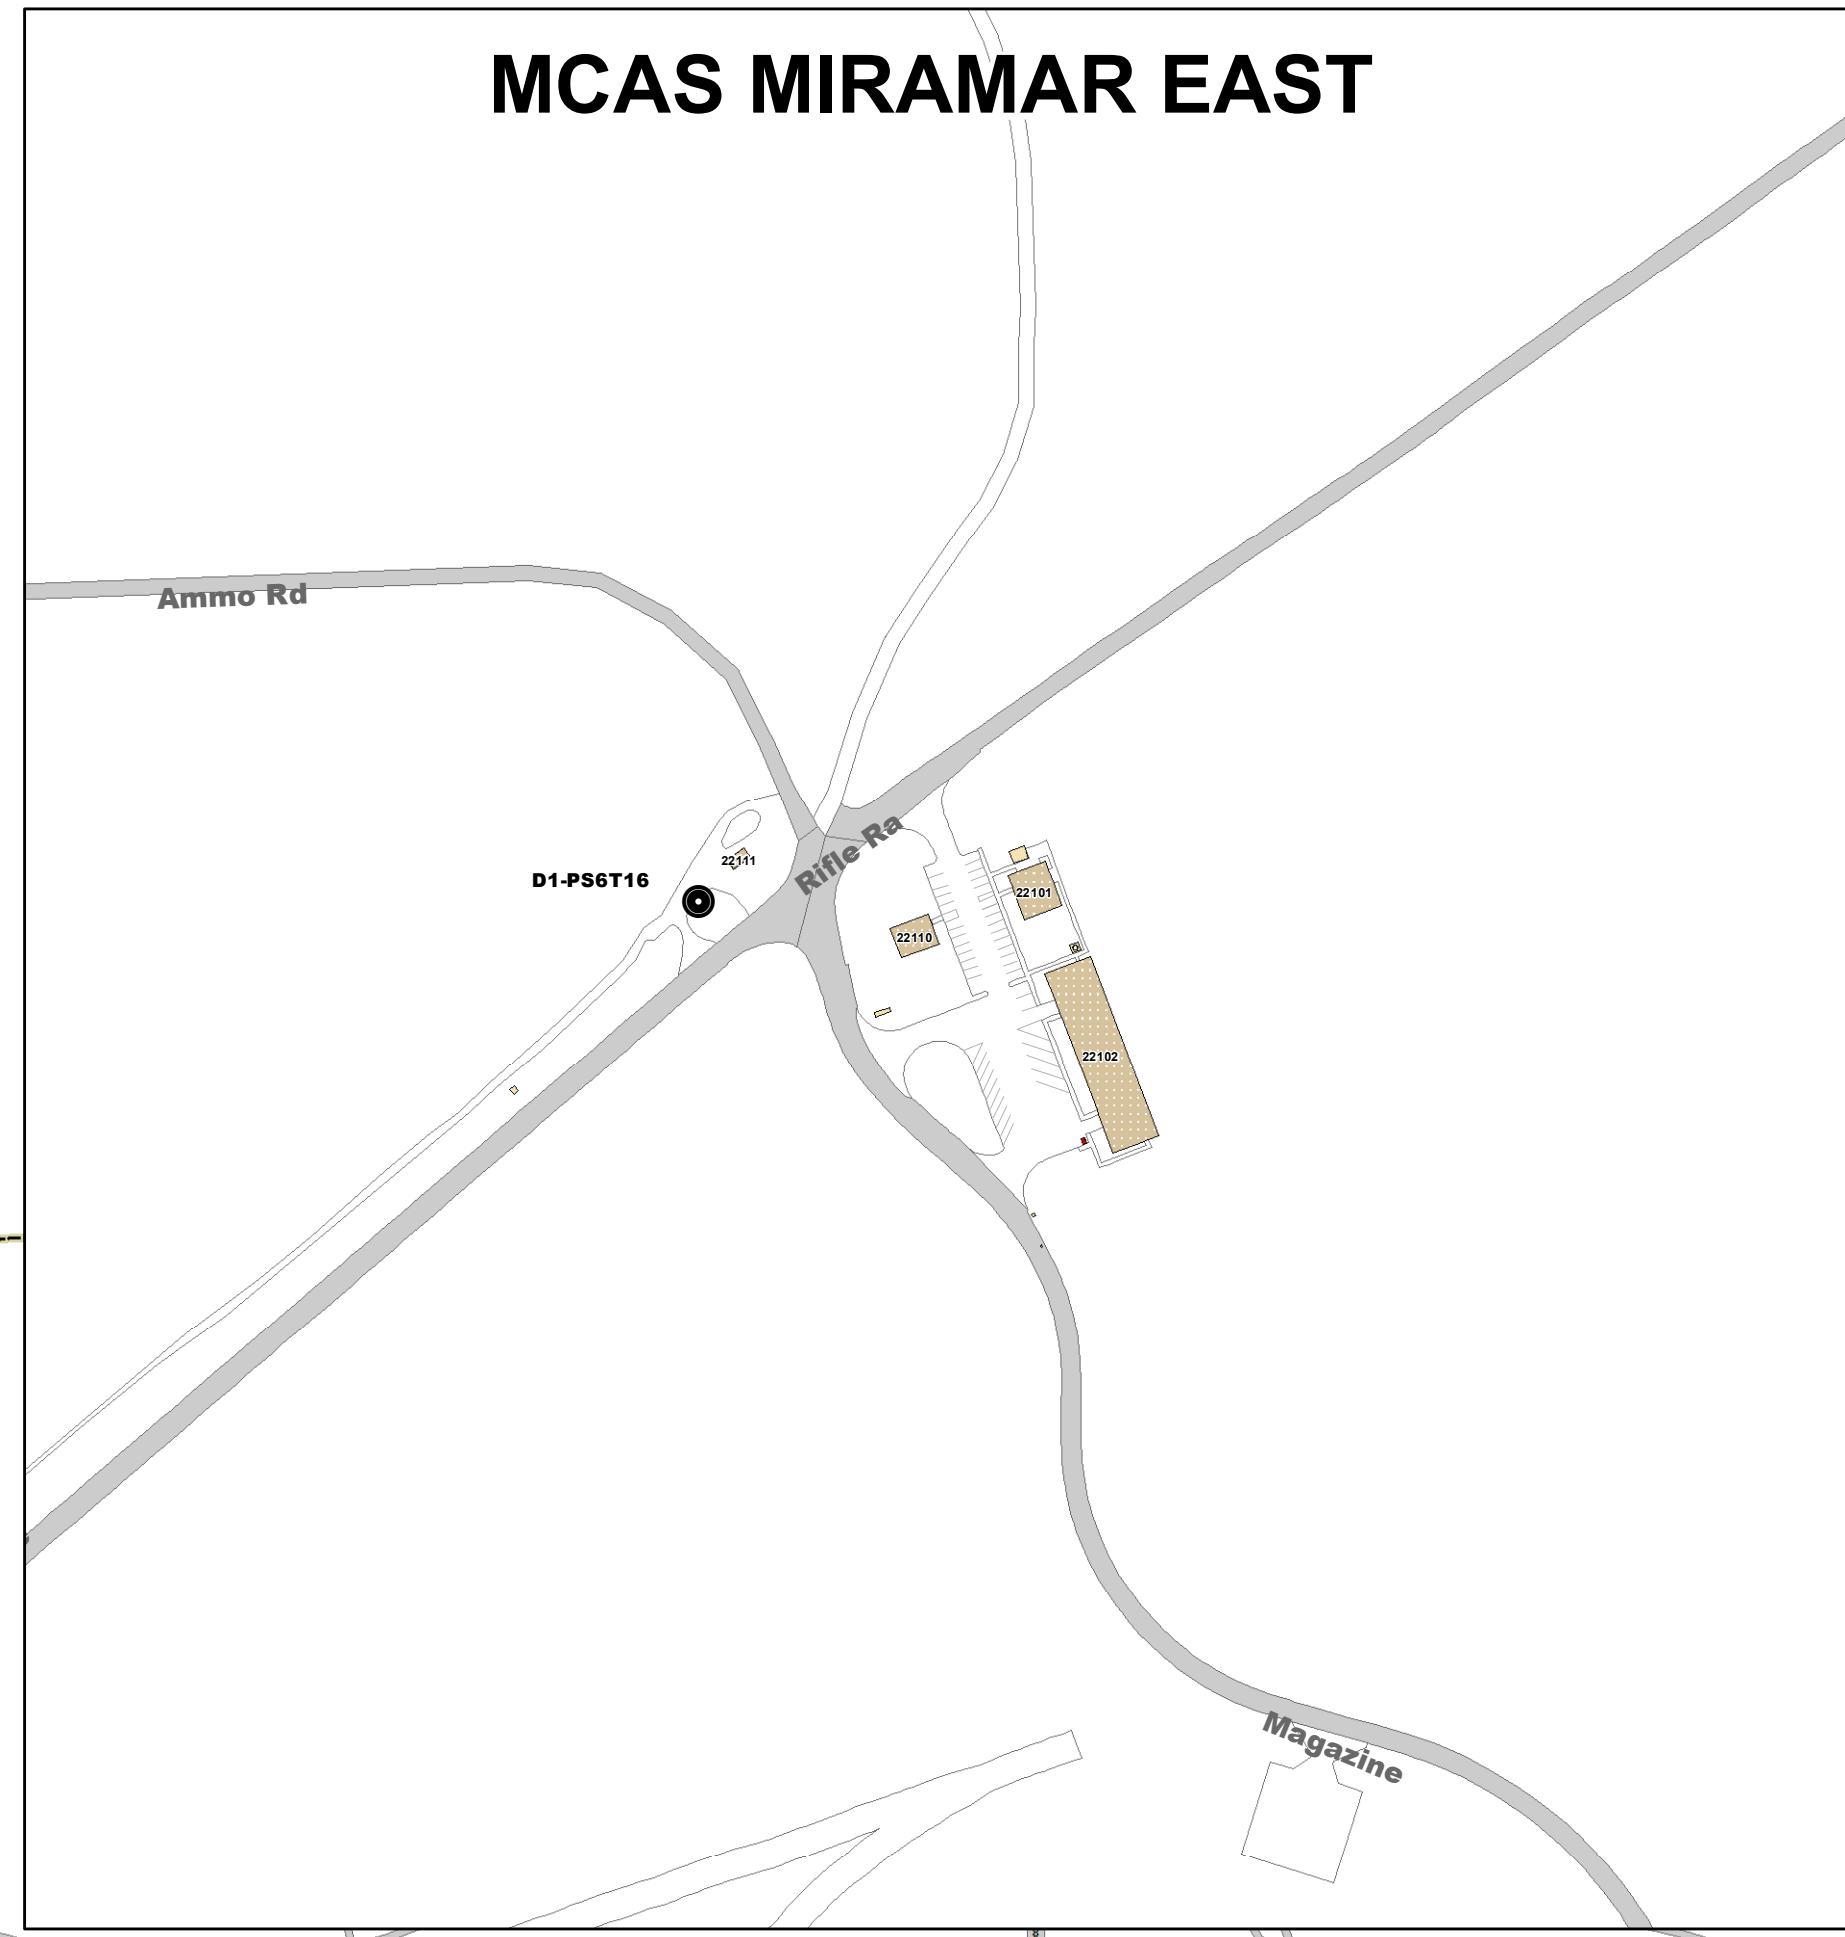 MCAS MIRAMAR EAST
Ammo Rd
Rifle Ra
22111
D1-PS6T16
22101
22110
22102
Magazine